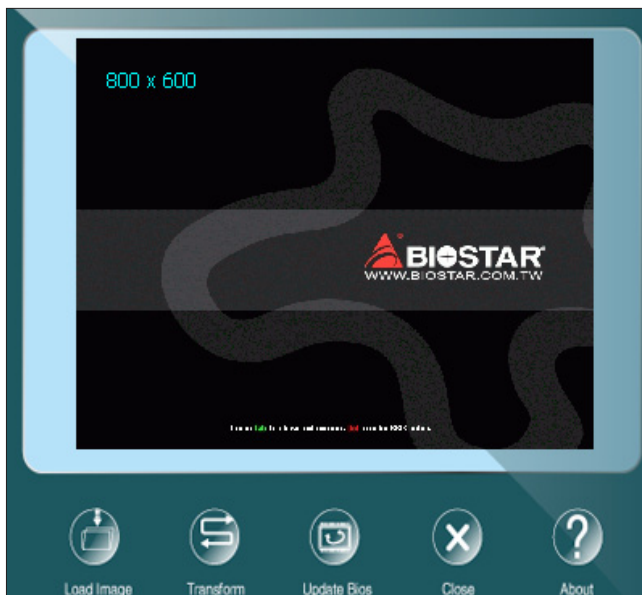 800 x 600
BIOSTAR
WWW.BIOSTAR.COM.TW
Load Image Transform Update Bios Close About